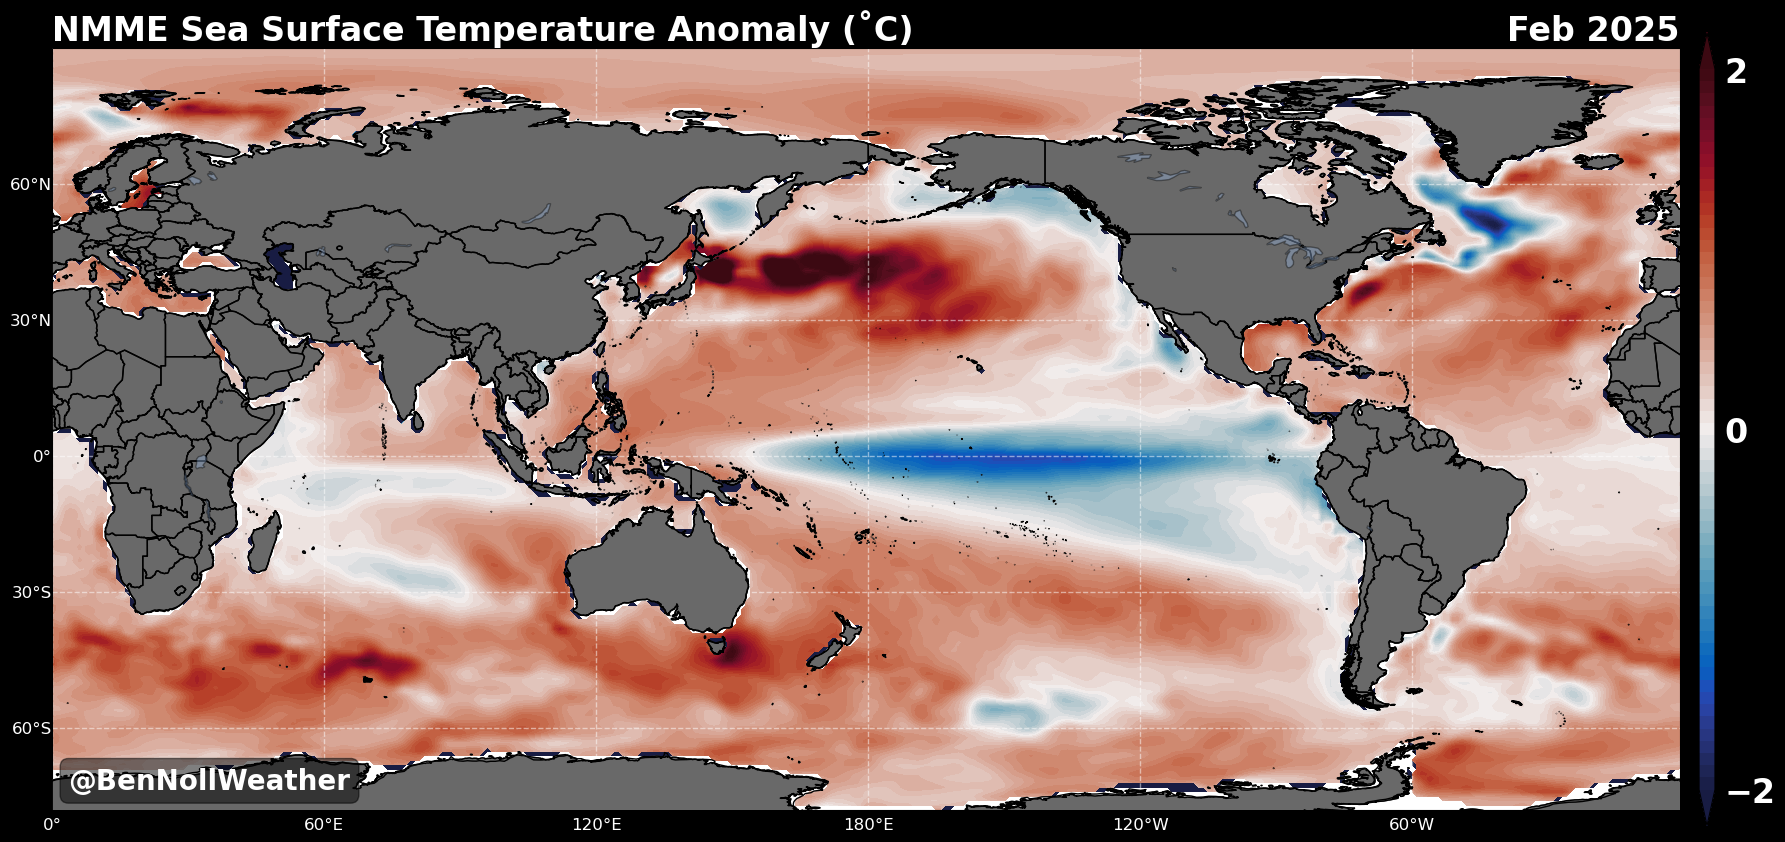 NMME Sea Surface Temperature Anomaly (˚C)
Feb 2025
2
0
−2
60°N
30°N
0°
30°S
60°S
@BenNollWeather
0°
60°E
120°E
180°E
120°W
60°W